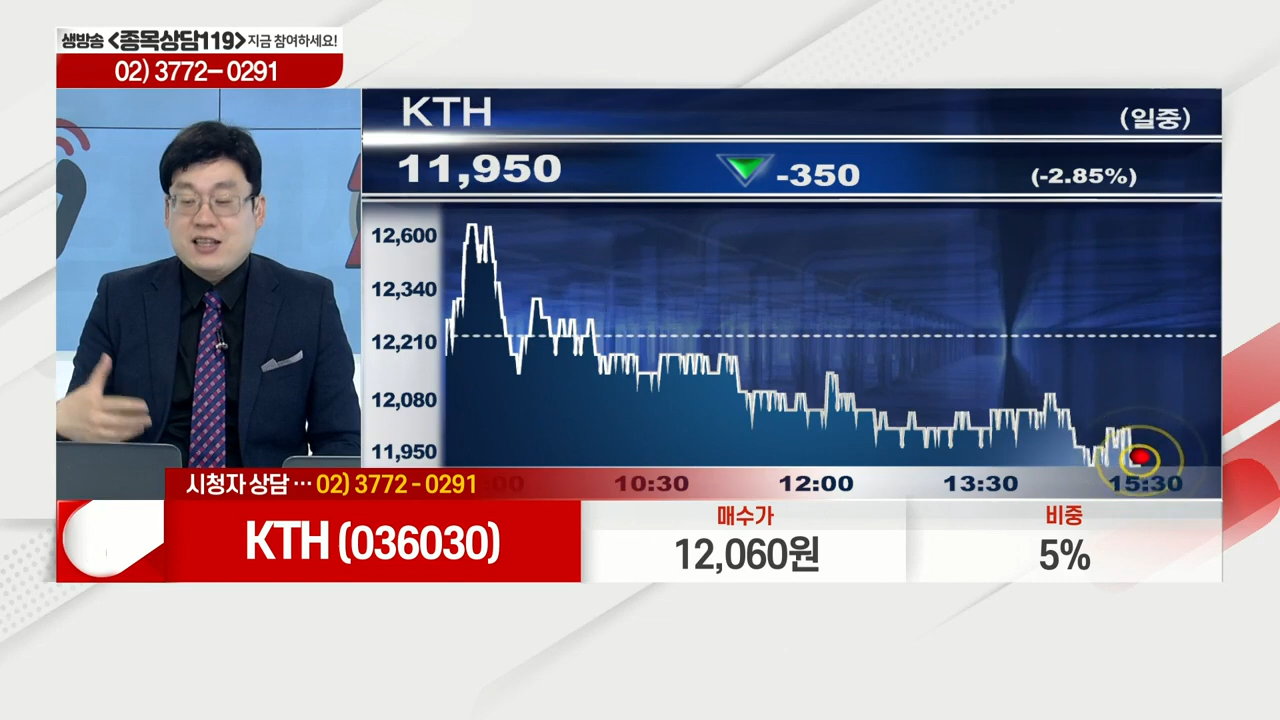 생방송 <종목상담119> 지금 참여하세요!
02) 3772-0291
KTH
(일중)
11,950
-350
(-2.85%)
12,600
12,340
12,210
12,080
11,950
10:30
12:00
13:30
15:30
시청자 상담 ··· 02) 3772 - 0291
KTH (036030)
매수가
비중
12,060원
5%